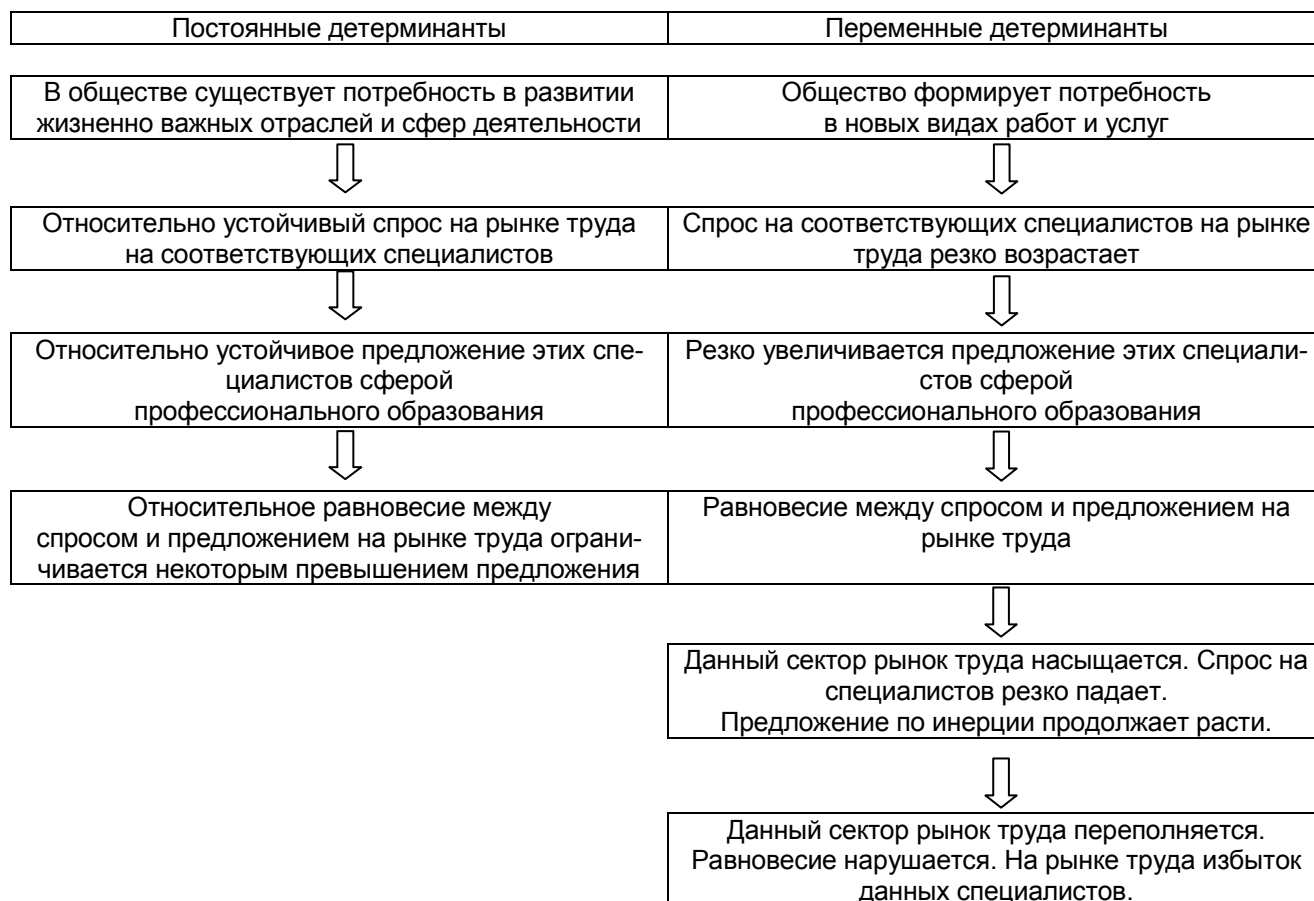 Постоянные детерминанты
Переменные детерминанты
В обществе существует потребность в развитии
жизненно важных отраслей и сфер деятельности
Общество формирует потребность
в новых видах работ и услуг
Относительно устойчивый спрос на рынке труда
на соответствующих специалистов
Спрос на соответствующих специалистов на рынке
труда резко возрастает
Относительно устойчивое предложение этих спе-
циалистов сферой
профессионального образования
Резко увеличивается предложение этих специали-
стов сферой
профессионального образования
Относительное равновесие между
спросом и предложением на рынке труда ограни-
чивается некоторым превышением предложения
Равновесие между спросом и предложением на
рынке труда
Данный сектор рынок труда насыщается. Спрос на
специалистов резко падает.
Предложение по инерции продолжает расти.
Данный сектор рынок труда переполняется.
Равновесие нарушается. На рынке труда избыток
данных специалистов.